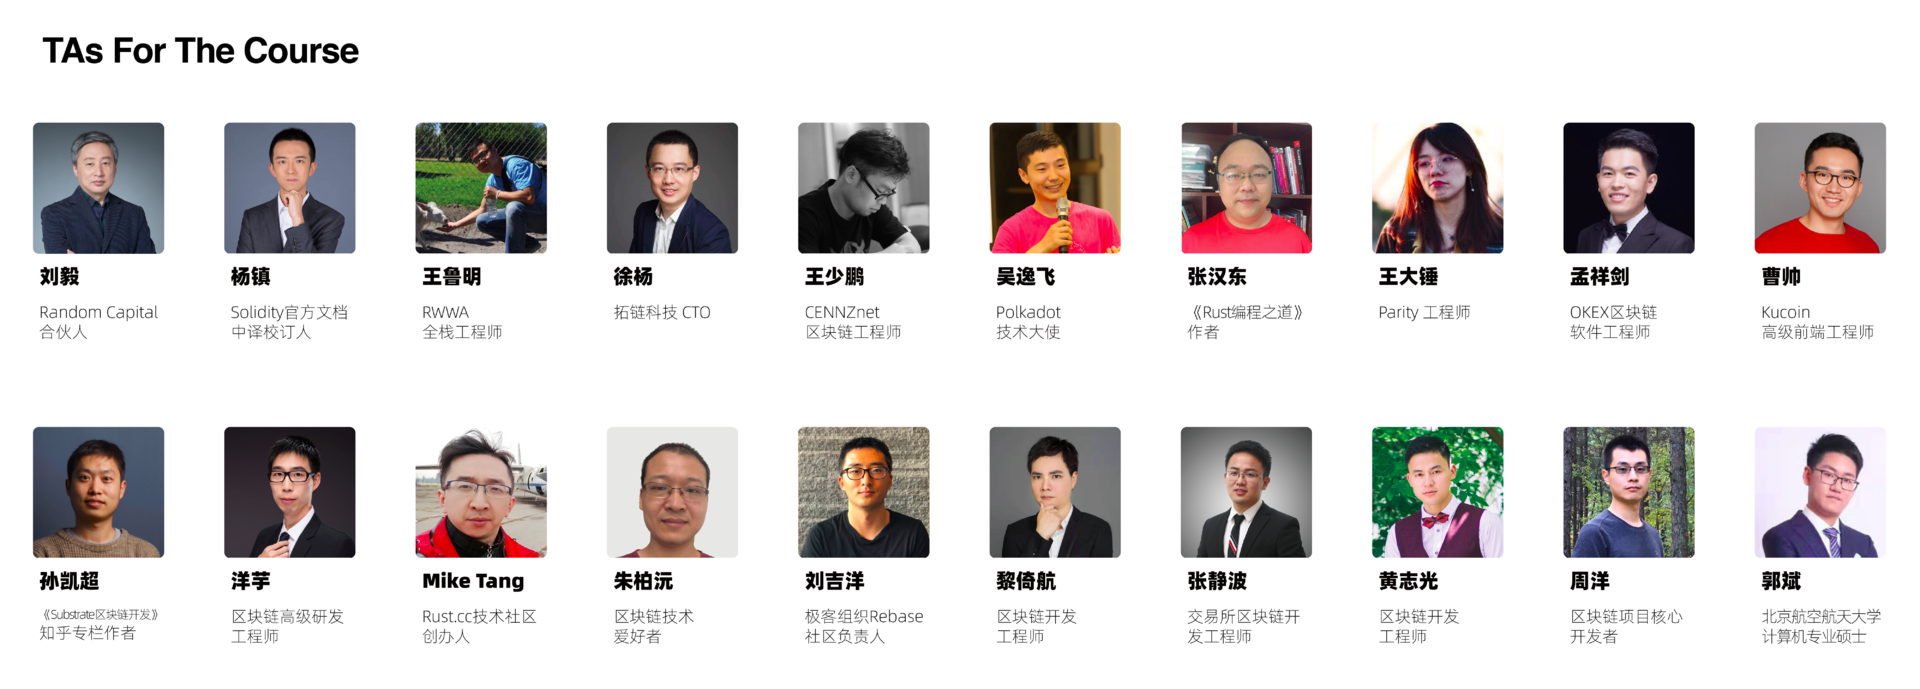 TAs For The Course
刘毅
Random Capital
合伙人
杨镇
Solidity官方文档
中译校订人
王鲁明
RWWA
全栈工程师
徐杨
拓链科技 CTO
王少鹏
CENNZnet
区块链工程师
吴逸飞
Polkadot
技术大使
张汉东
《Rust编程之道》
作者
王大锤
Parity 工程师
孟祥剑
OKEX区块链
软件工程师
曹帅
Kucoin
高级前端工程师
孙凯超
《Substrate区块链开发》
知乎专栏作者
洋芋
区块链高级研发
工程师
Mike Tang
Rust.cc技术社区
创办人
朱柏沅
区块链技术
爱好者
刘吉洋
极客组织Rebase
社区负责人
黎倚航
区块链开发
工程师
张静波
交易所区块链开
发工程师
黄志光
区块链开发
工程师
周洋
区块链项目核心
开发者
郭斌
北京航空航天大学
计算机专业硕士